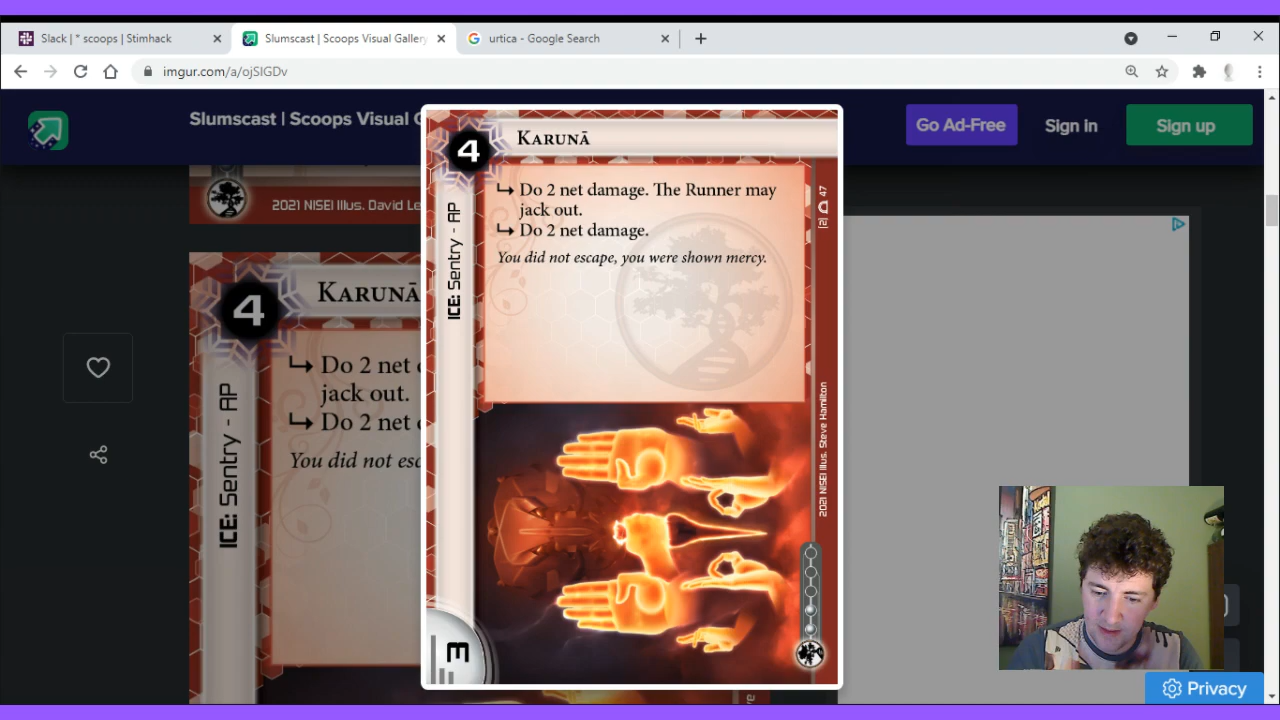 Slack | * scoops | Stimhack
Slumscast | Scoops Visual Gallery
urtica - Google Search
imgur.com/a/ojSIGDv
Slumscast | Scoops Visual G
Go Ad-Free
Sign in
Sign up
2021 NISEI Illus. David Le
4
KARUNĀ
ICE: Sentry - AP
↳ Do 2 net damage. The Runner may
jack out.
↳ Do 2 net damage.
You did not escape, you were shown mercy.
47
2021 NISEI Illus. Steve Hamilton
3
4
KARUNĀ
ICE: Sentry - AP
↳ Do 2 net
jack out.
↳ Do 2 net
You did not esc
Privacy